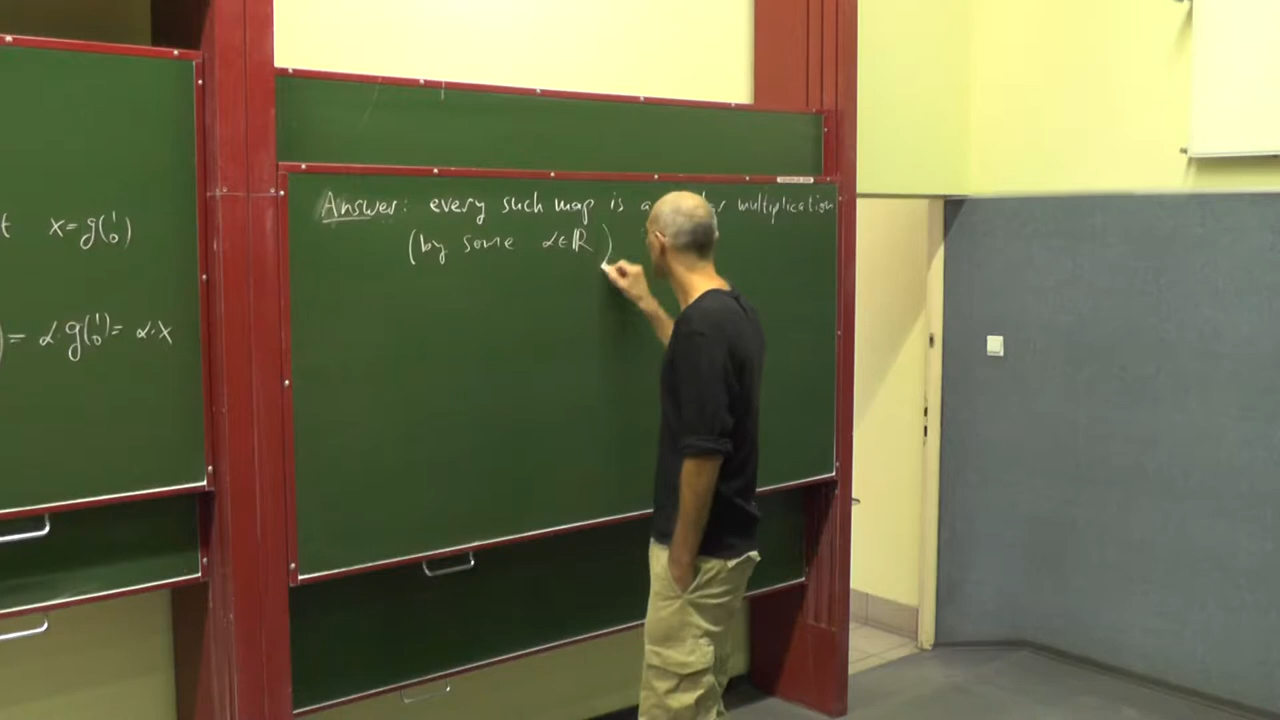 x=g(1 0)
)= α·g(1 0)= α·x
Answer: every such map is a multiplication
(by some α∈ℝ)